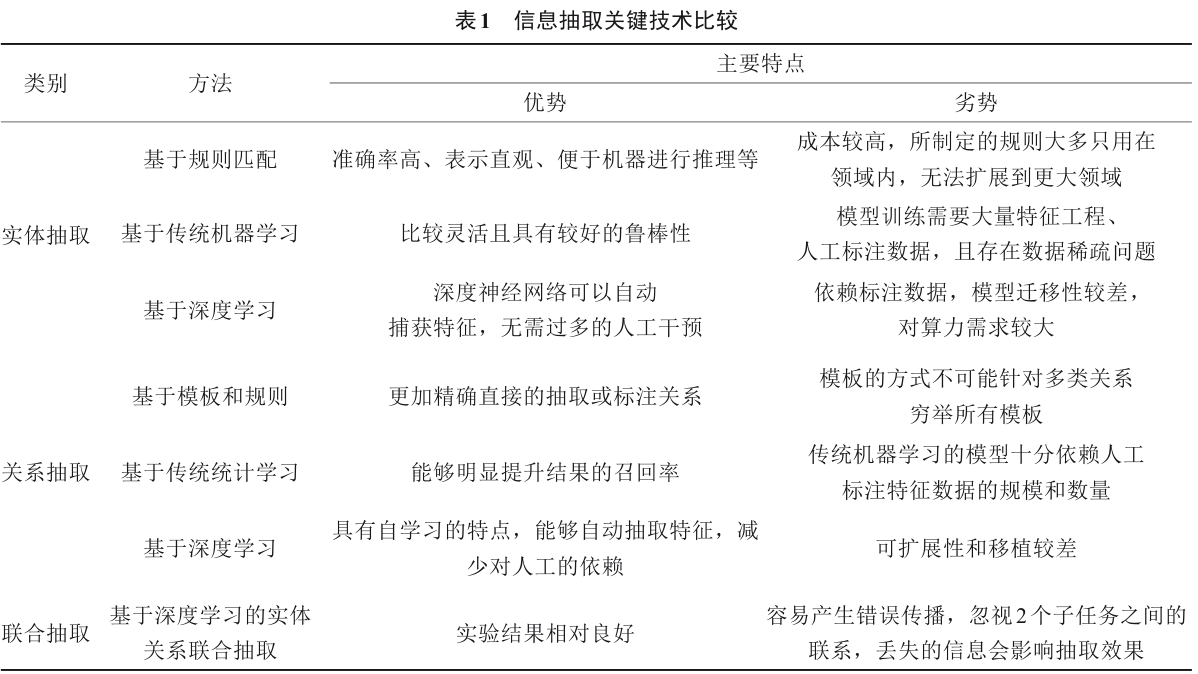 表1 信息抽取关键技术比较
类别
方法
主要特点
优势
劣势
实体抽取
基于规则匹配
准确率高、表示直观、便于机器进行推理等
成本较高，所制定的规则大多只用在
领域内，无法扩展到更大领域
基于传统机器学习
比较灵活且具有较好的鲁棒性
模型训练需要大量特征工程、
人工标注数据，且存在数据稀疏问题
基于深度学习
深度神经网络可以自动
捕获特征，无需过多的人工干预
依赖标注数据，模型迁移性较差，
对算力需求较大
关系抽取
基于模板和规则
更加精确直接的抽取或标注关系
模板的方式不可能针对多类关系
穷举所有模板
基于传统统计学习
能够明显提升结果的召回率
传统机器学习的模型十分依赖人工
标注特征数据的规模和数量
基于深度学习
具有自学习的特点，能够自动抽取特征，减
少对人工的依赖
可扩展性和移植较差
联合抽取
基于深度学习的实体
关系联合抽取
实验结果相对良好
容易产生错误传播，忽视2个子任务之间的
联系，丢失的信息会影响抽取效果